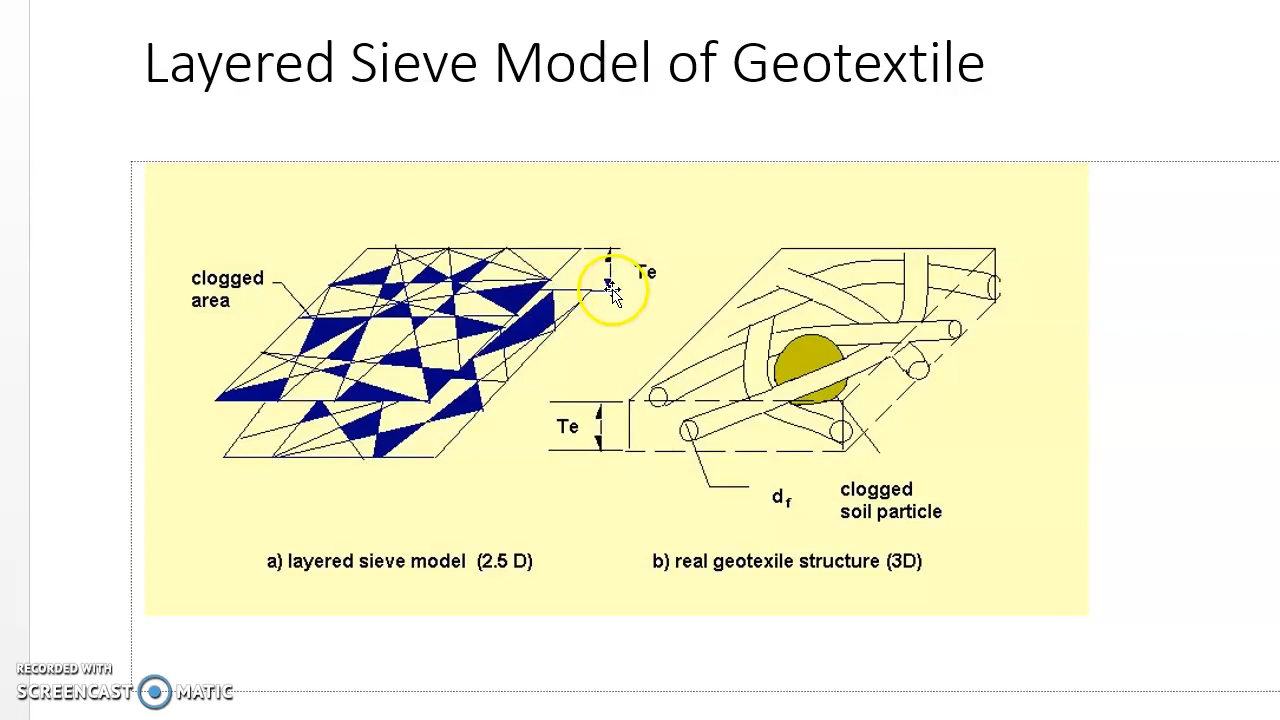 Layered Sieve Model of Geotextile
clogged
area
Te
Te
df
clogged
soil particle
a) layered sieve model (2.5 D)
b) real geotexile structure (3D)
RECORDED WITH
SCREENCAST MATIC